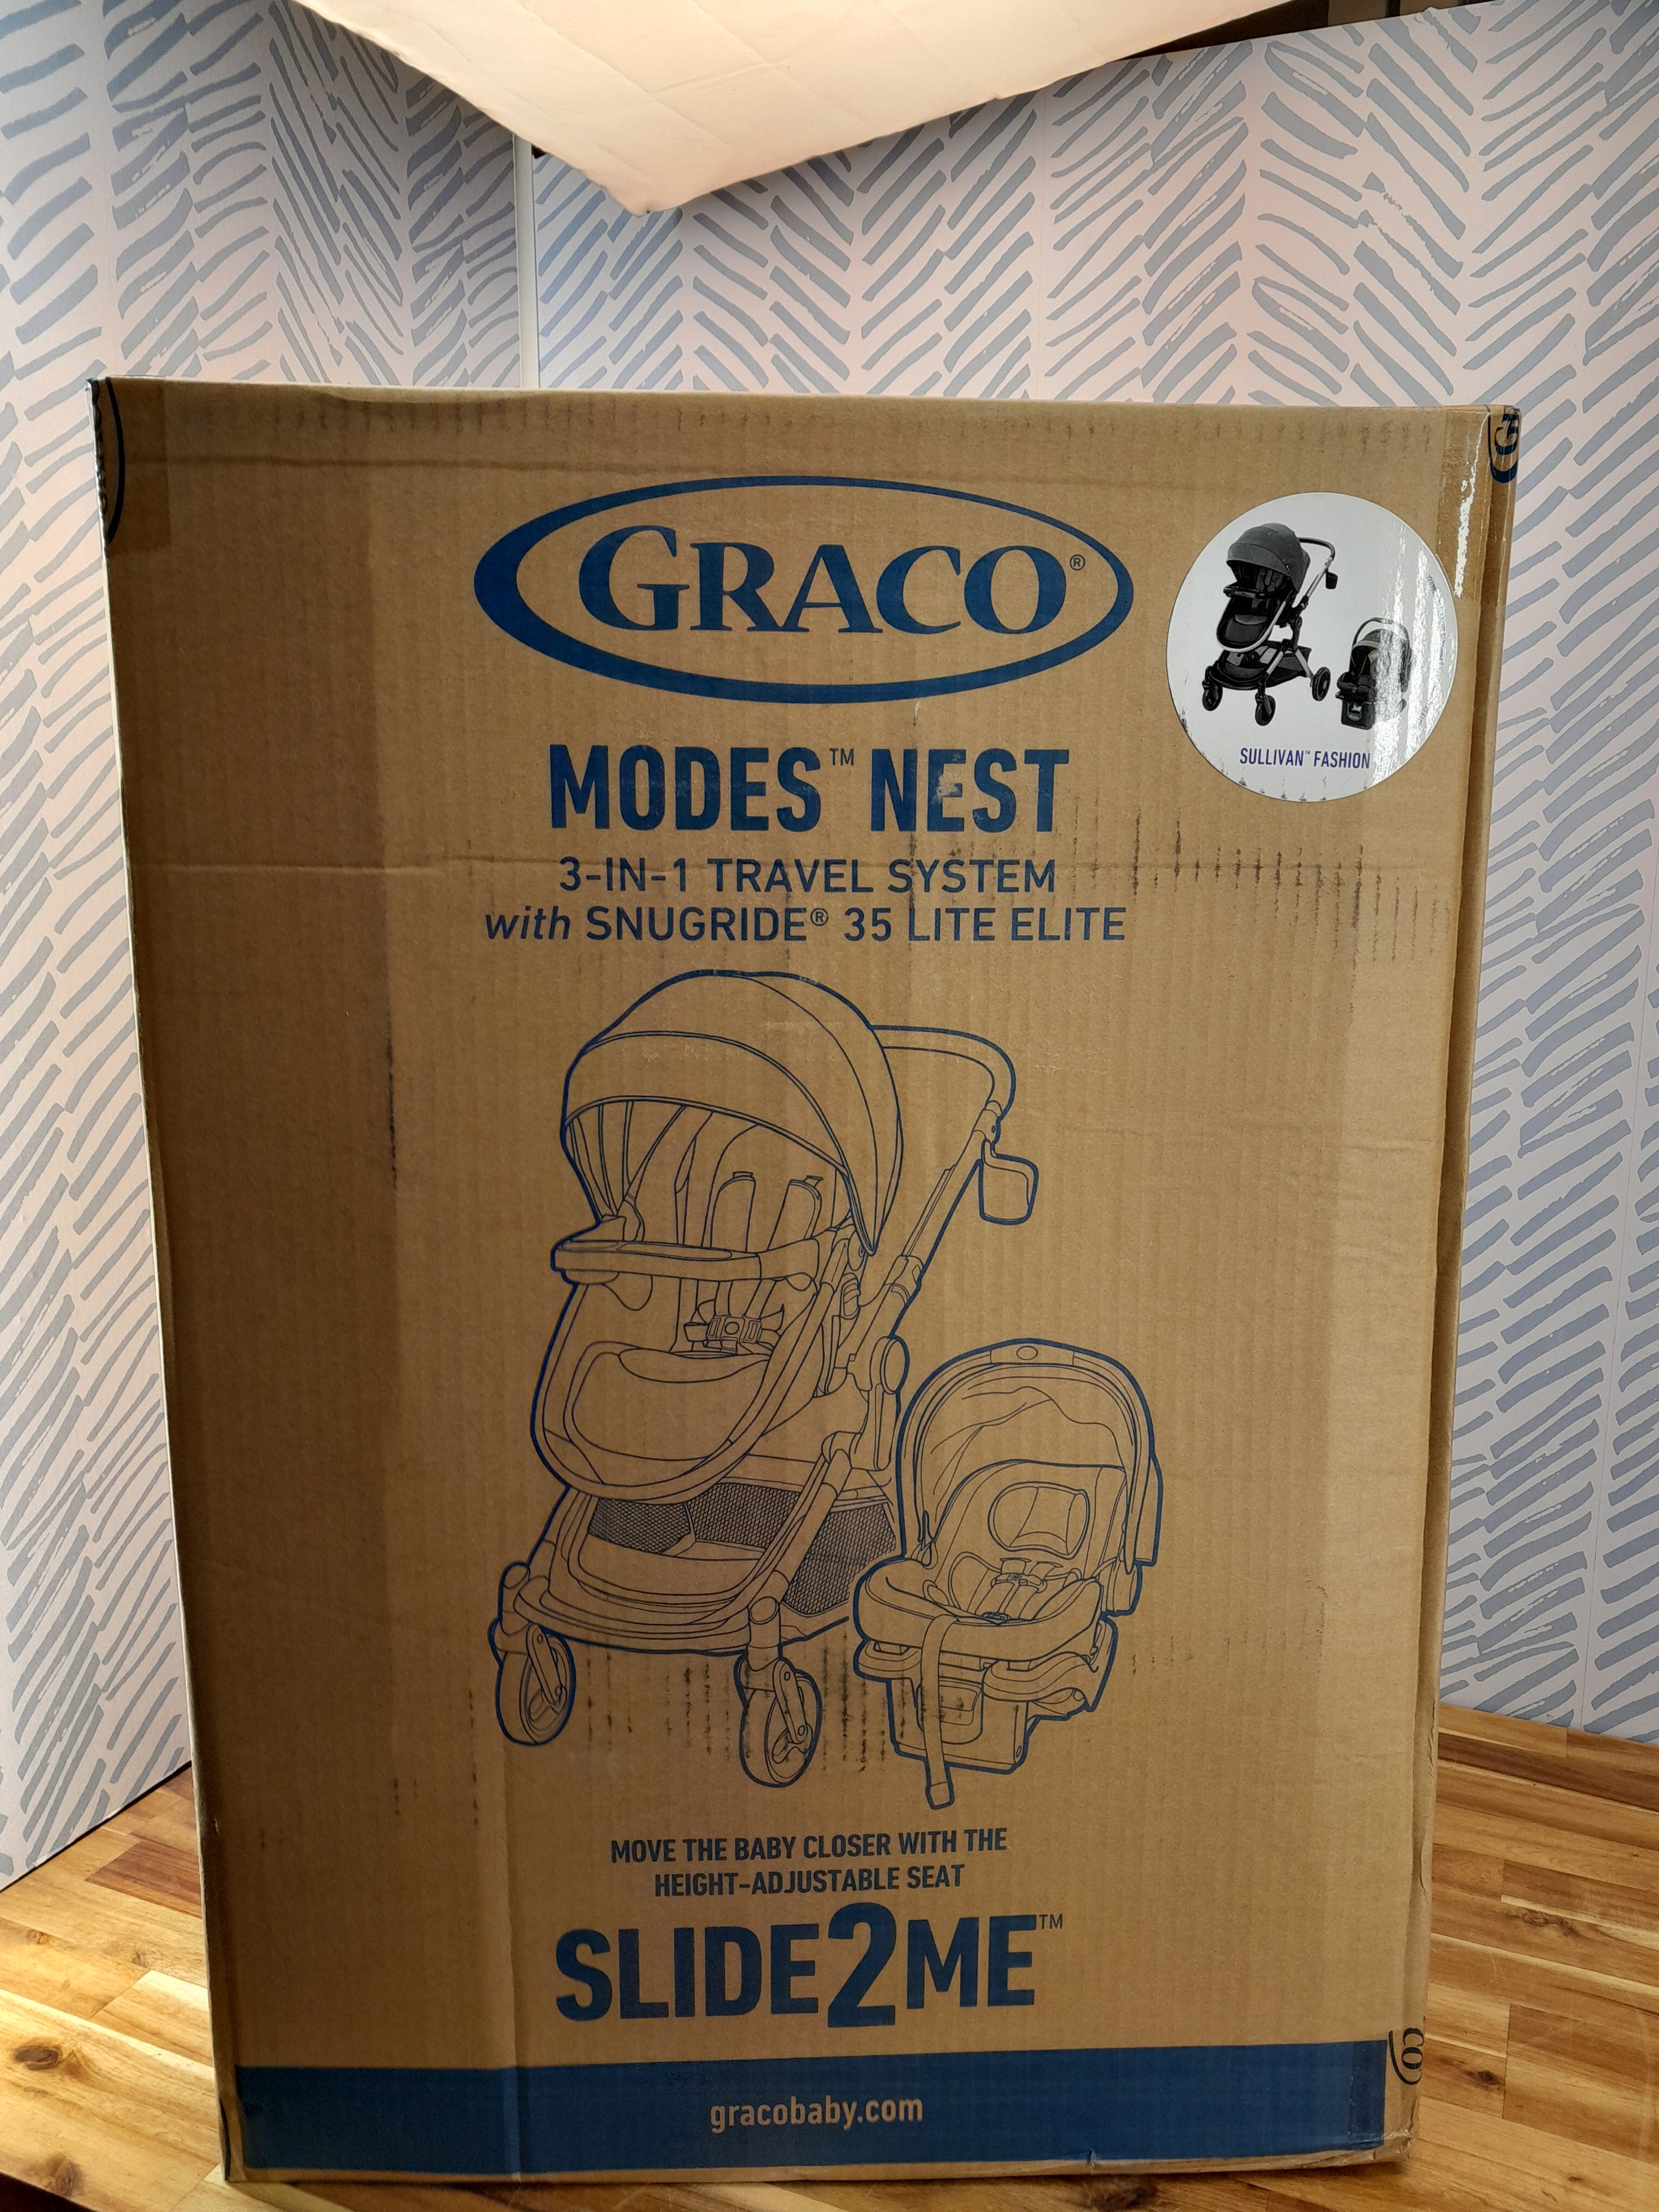 GRACO®
SULLIVAN™ FASHION
MODES™ NEST
3-IN-1 TRAVEL SYSTEM
with SNUGRIDE® 35 LITE ELITE
MOVE THE BABY CLOSER WITH THE
HEIGHT-ADJUSTABLE SEAT
SLIDE2ME™
gracobaby.com